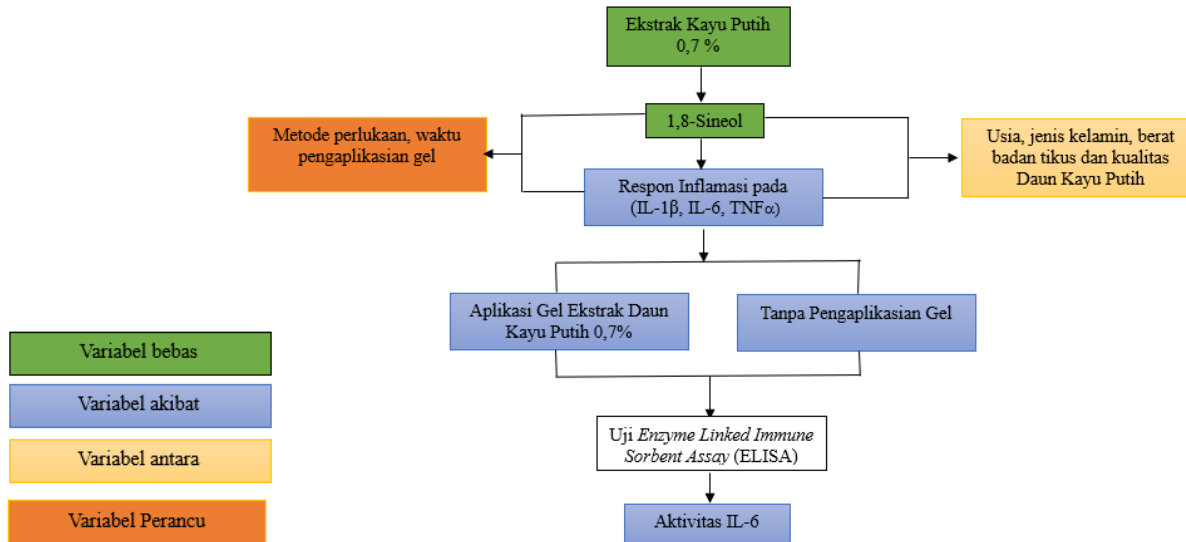 Ekstrak Kayu Putih
0,7 %
1,8-Sineol
Metode perlukaan, waktu
pengaplikasian gel
Usia, jenis kelamin, berat
badan tikus dan kualitas
Daun Kayu Putih
Respon Inflamasi pada
(IL-1β, IL-6, TNFα)
Aplikasi Gel Ekstrak Daun
Kayu Putih 0,7%
Tanpa Pengaplikasian Gel
Variabel bebas
Variabel akibat
Variabel antara
Variabel Perancu
Uji Enzyme Linked Immune
Sorbent Assay (ELISA)
Aktivitas IL-6